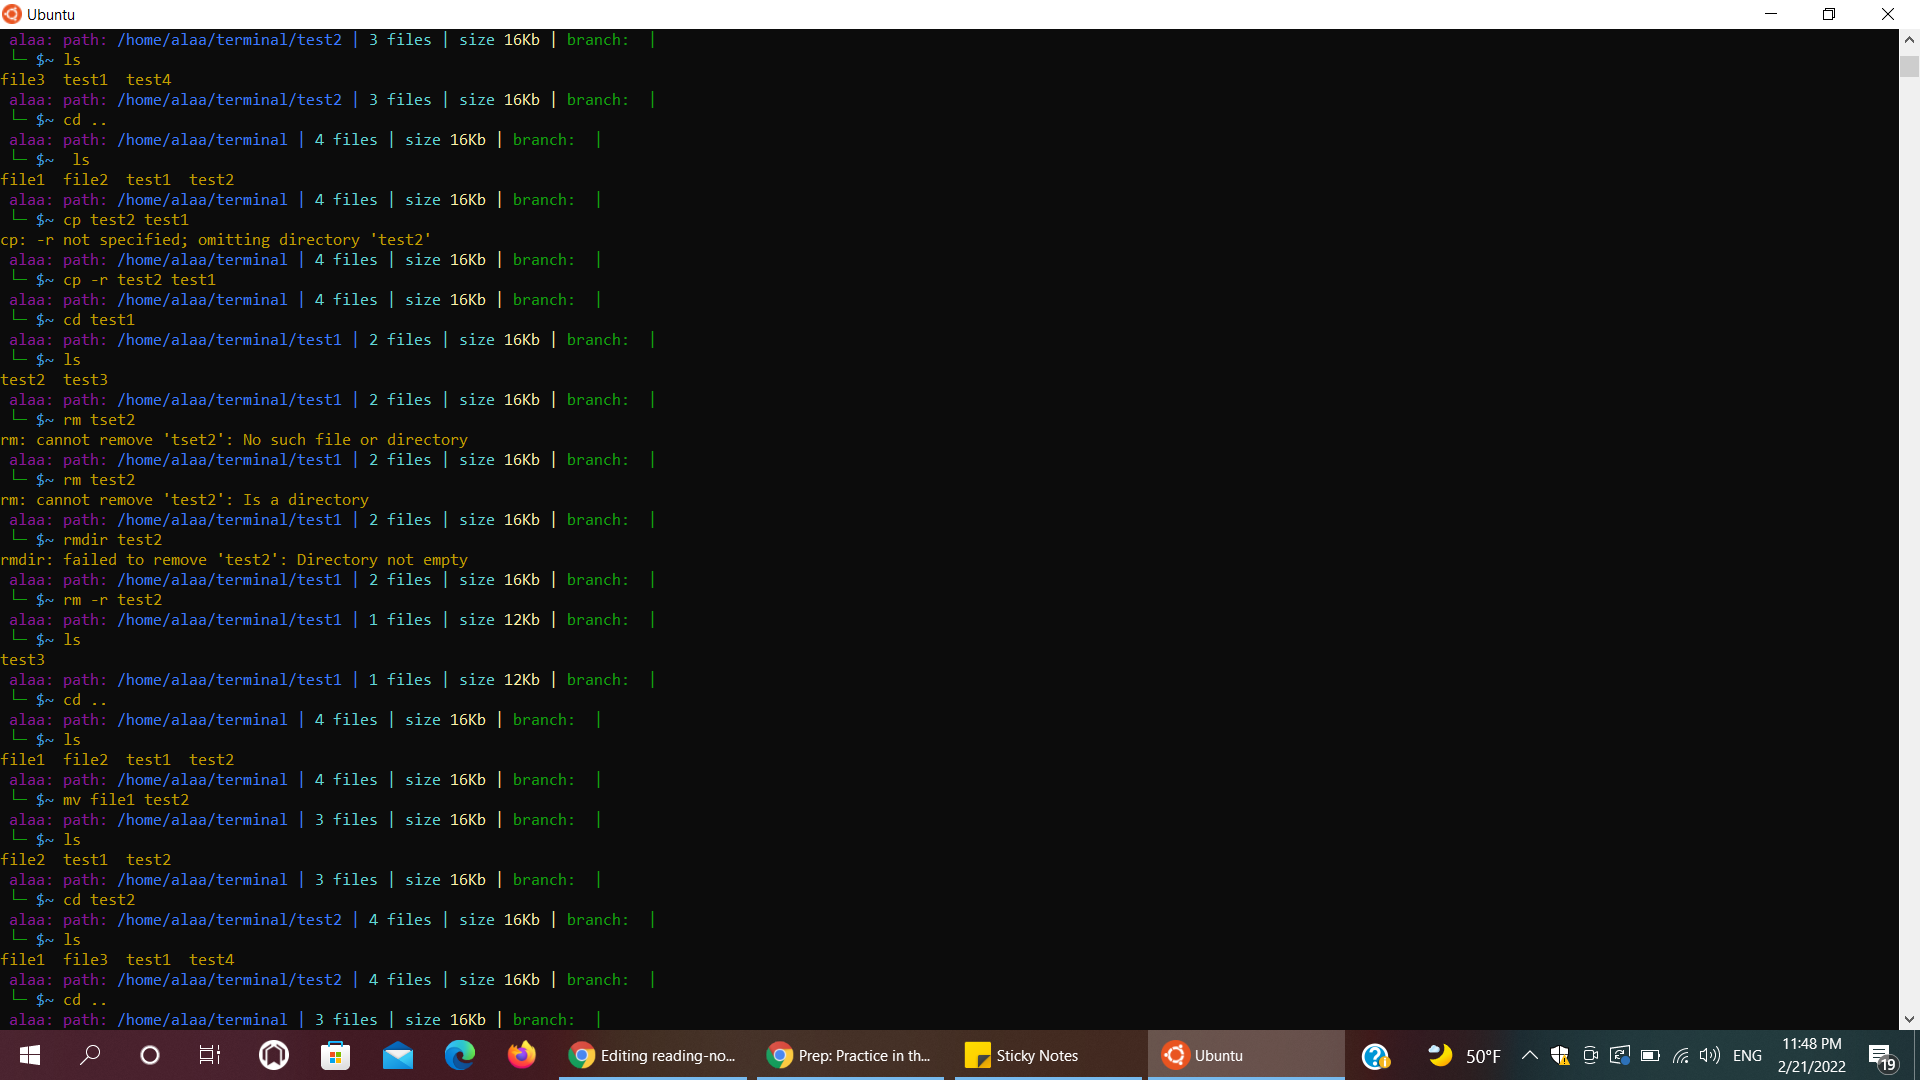 Ubuntu
alaa: path: /home/alaa/terminal/test2 | 3 files | size 16Kb | branch:  |
└─ $~ ls
file3  test1  test4
alaa: path: /home/alaa/terminal/test2 | 3 files | size 16Kb | branch:  |
└─ $~ cd ..
alaa: path: /home/alaa/terminal | 4 files | size 16Kb | branch:  |
└─ $~  ls
file1  file2  test1  test2
alaa: path: /home/alaa/terminal | 4 files | size 16Kb | branch:  |
└─ $~ cp test2 test1
cp: -r not specified; omitting directory 'test2'
alaa: path: /home/alaa/terminal | 4 files | size 16Kb | branch:  |
└─ $~ cp -r test2 test1
alaa: path: /home/alaa/terminal | 4 files | size 16Kb | branch:  |
└─ $~ cd test1
alaa: path: /home/alaa/terminal/test1 | 2 files | size 16Kb | branch:  |
└─ $~ ls
test2  test3
alaa: path: /home/alaa/terminal/test1 | 2 files | size 16Kb | branch:  |
└─ $~ rm tset2
rm: cannot remove 'tset2': No such file or directory
alaa: path: /home/alaa/terminal/test1 | 2 files | size 16Kb | branch:  |
└─ $~ rm test2
rm: cannot remove 'test2': Is a directory
alaa: path: /home/alaa/terminal/test1 | 2 files | size 16Kb | branch:  |
└─ $~ rmdir test2
rmdir: failed to remove 'test2': Directory not empty
alaa: path: /home/alaa/terminal/test1 | 2 files | size 16Kb | branch:  |
└─ $~ rm -r test2
alaa: path: /home/alaa/terminal/test1 | 1 files | size 12Kb | branch:  |
└─ $~ ls
test3
alaa: path: /home/alaa/terminal/test1 | 1 files | size 12Kb | branch:  |
└─ $~ cd ..
alaa: path: /home/alaa/terminal | 4 files | size 16Kb | branch:  |
└─ $~ ls
file1  file2  test1  test2
alaa: path: /home/alaa/terminal | 4 files | size 16Kb | branch:  |
└─ $~ mv file1 test2
alaa: path: /home/alaa/terminal | 3 files | size 16Kb | branch:  |
└─ $~ ls
file2  test1  test2
alaa: path: /home/alaa/terminal | 3 files | size 16Kb | branch:  |
└─ $~ cd test2
alaa: path: /home/alaa/terminal/test2 | 4 files | size 16Kb | branch:  |
└─ $~ ls
file1  file3  test1  test4
alaa: path: /home/alaa/terminal/test2 | 4 files | size 16Kb | branch:  |
└─ $~ cd ..
alaa: path: /home/alaa/terminal | 3 files | size 16Kb | branch:  |
Editing reading-no... Prep: Practice in th... Sticky Notes Ubuntu 50°F ENG 11:48 PM
2/21/2022 19